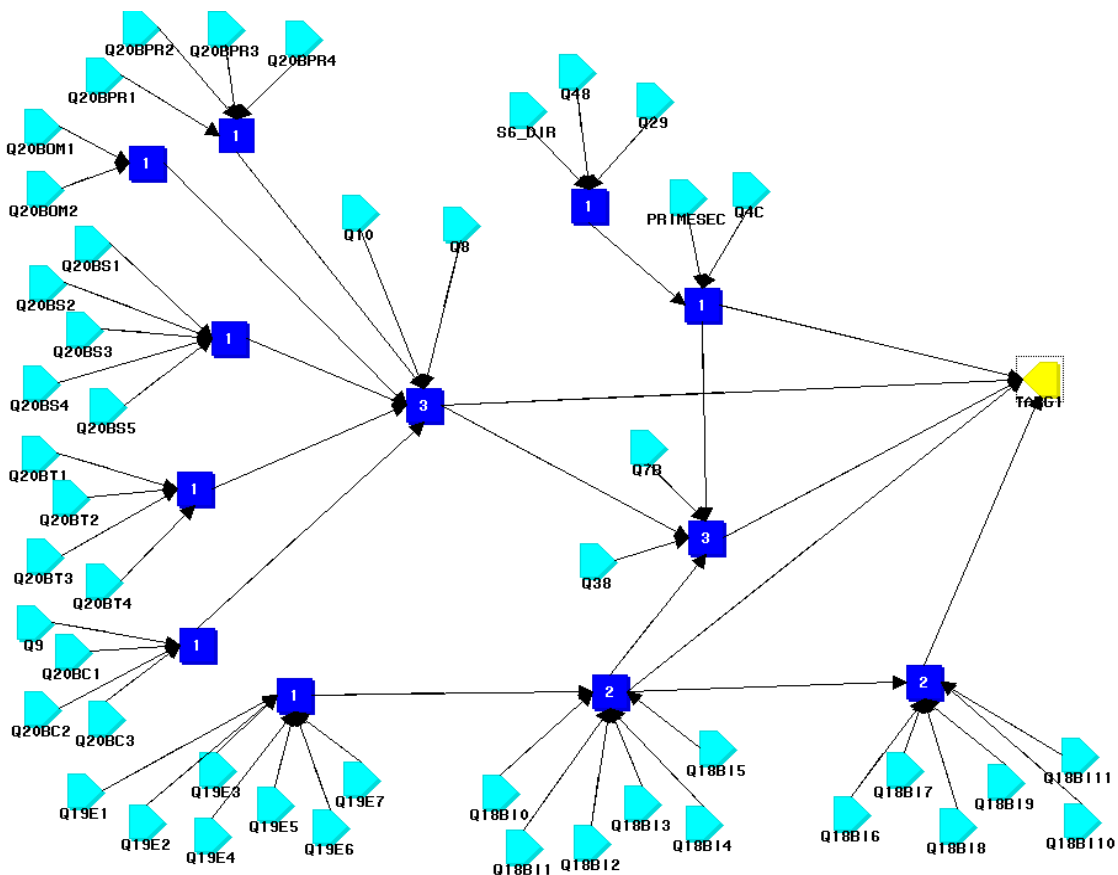 Q20BPR2
Q20BPR3
Q20BPR4
Q20BPR1
1
Q48
S6_DIR
Q29
Q20BOM1
1
Q20BOM2
1
PRIMESEC
Q4C
Q10
Q8
Q20BS1
Q20BS2
1
Q20BS3
1
Q20BS4
Q20BS5
3
TARG1
Q20BT1
Q7B
1
Q20BT2
3
Q20BT3
Q38
Q20BT4
Q9
1
Q20BC1
Q20BC2
Q20BC3
1
2
2
Q19E3
Q19E7
Q18BI5
Q18BI7
Q18BI11
Q19E1
Q18BI0
Q18BI9
Q19E2
Q19E5
Q18BI3
Q18BI6
Q19E4
Q19E6
Q18BI4
Q18BI8
Q18BI10
Q18BI1
Q18BI2